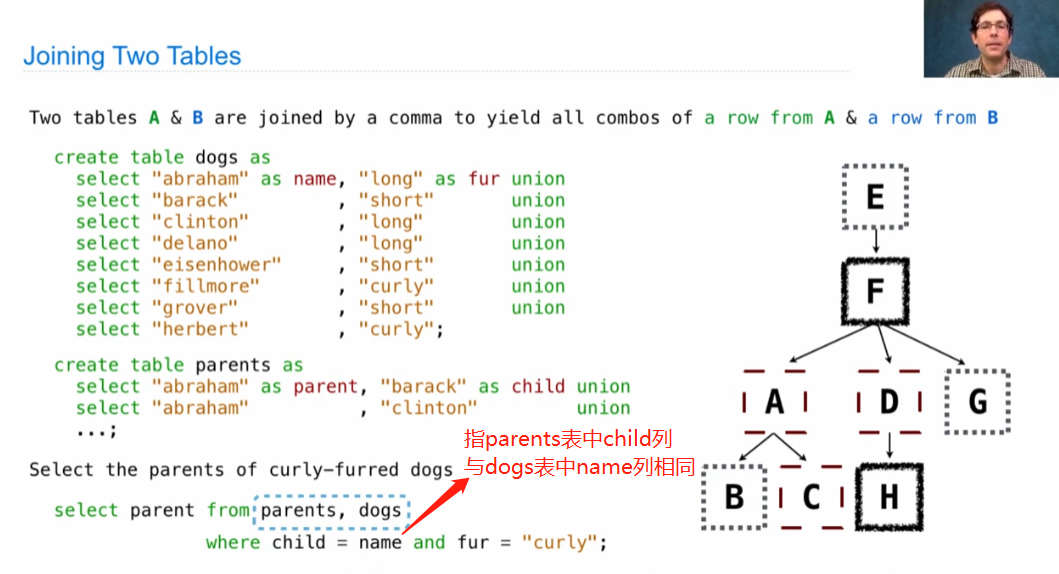 Joining Two Tables
Two tables A & B are joined by a comma to yield all combos of a row from A & a row from B
create table dogs as
select "abraham" as name, "long" as fur union
select "barack" , "short" union
select "clinton" , "long" union
select "delano" , "long" union
select "eisenhower" , "short" union
select "fillmore" , "curly" union
select "grover" , "short" union
select "herbert" , "curly";
create table parents as
select "abraham" as parent, "barack" as child union
select "abraham" , "clinton" union
...;
指parents表中child列
与dogs表中name列相同
Select the parents of curly-furred dogs
select parent from parents, dogs
where child = name and fur = "curly";
E
F
A D G
B C H